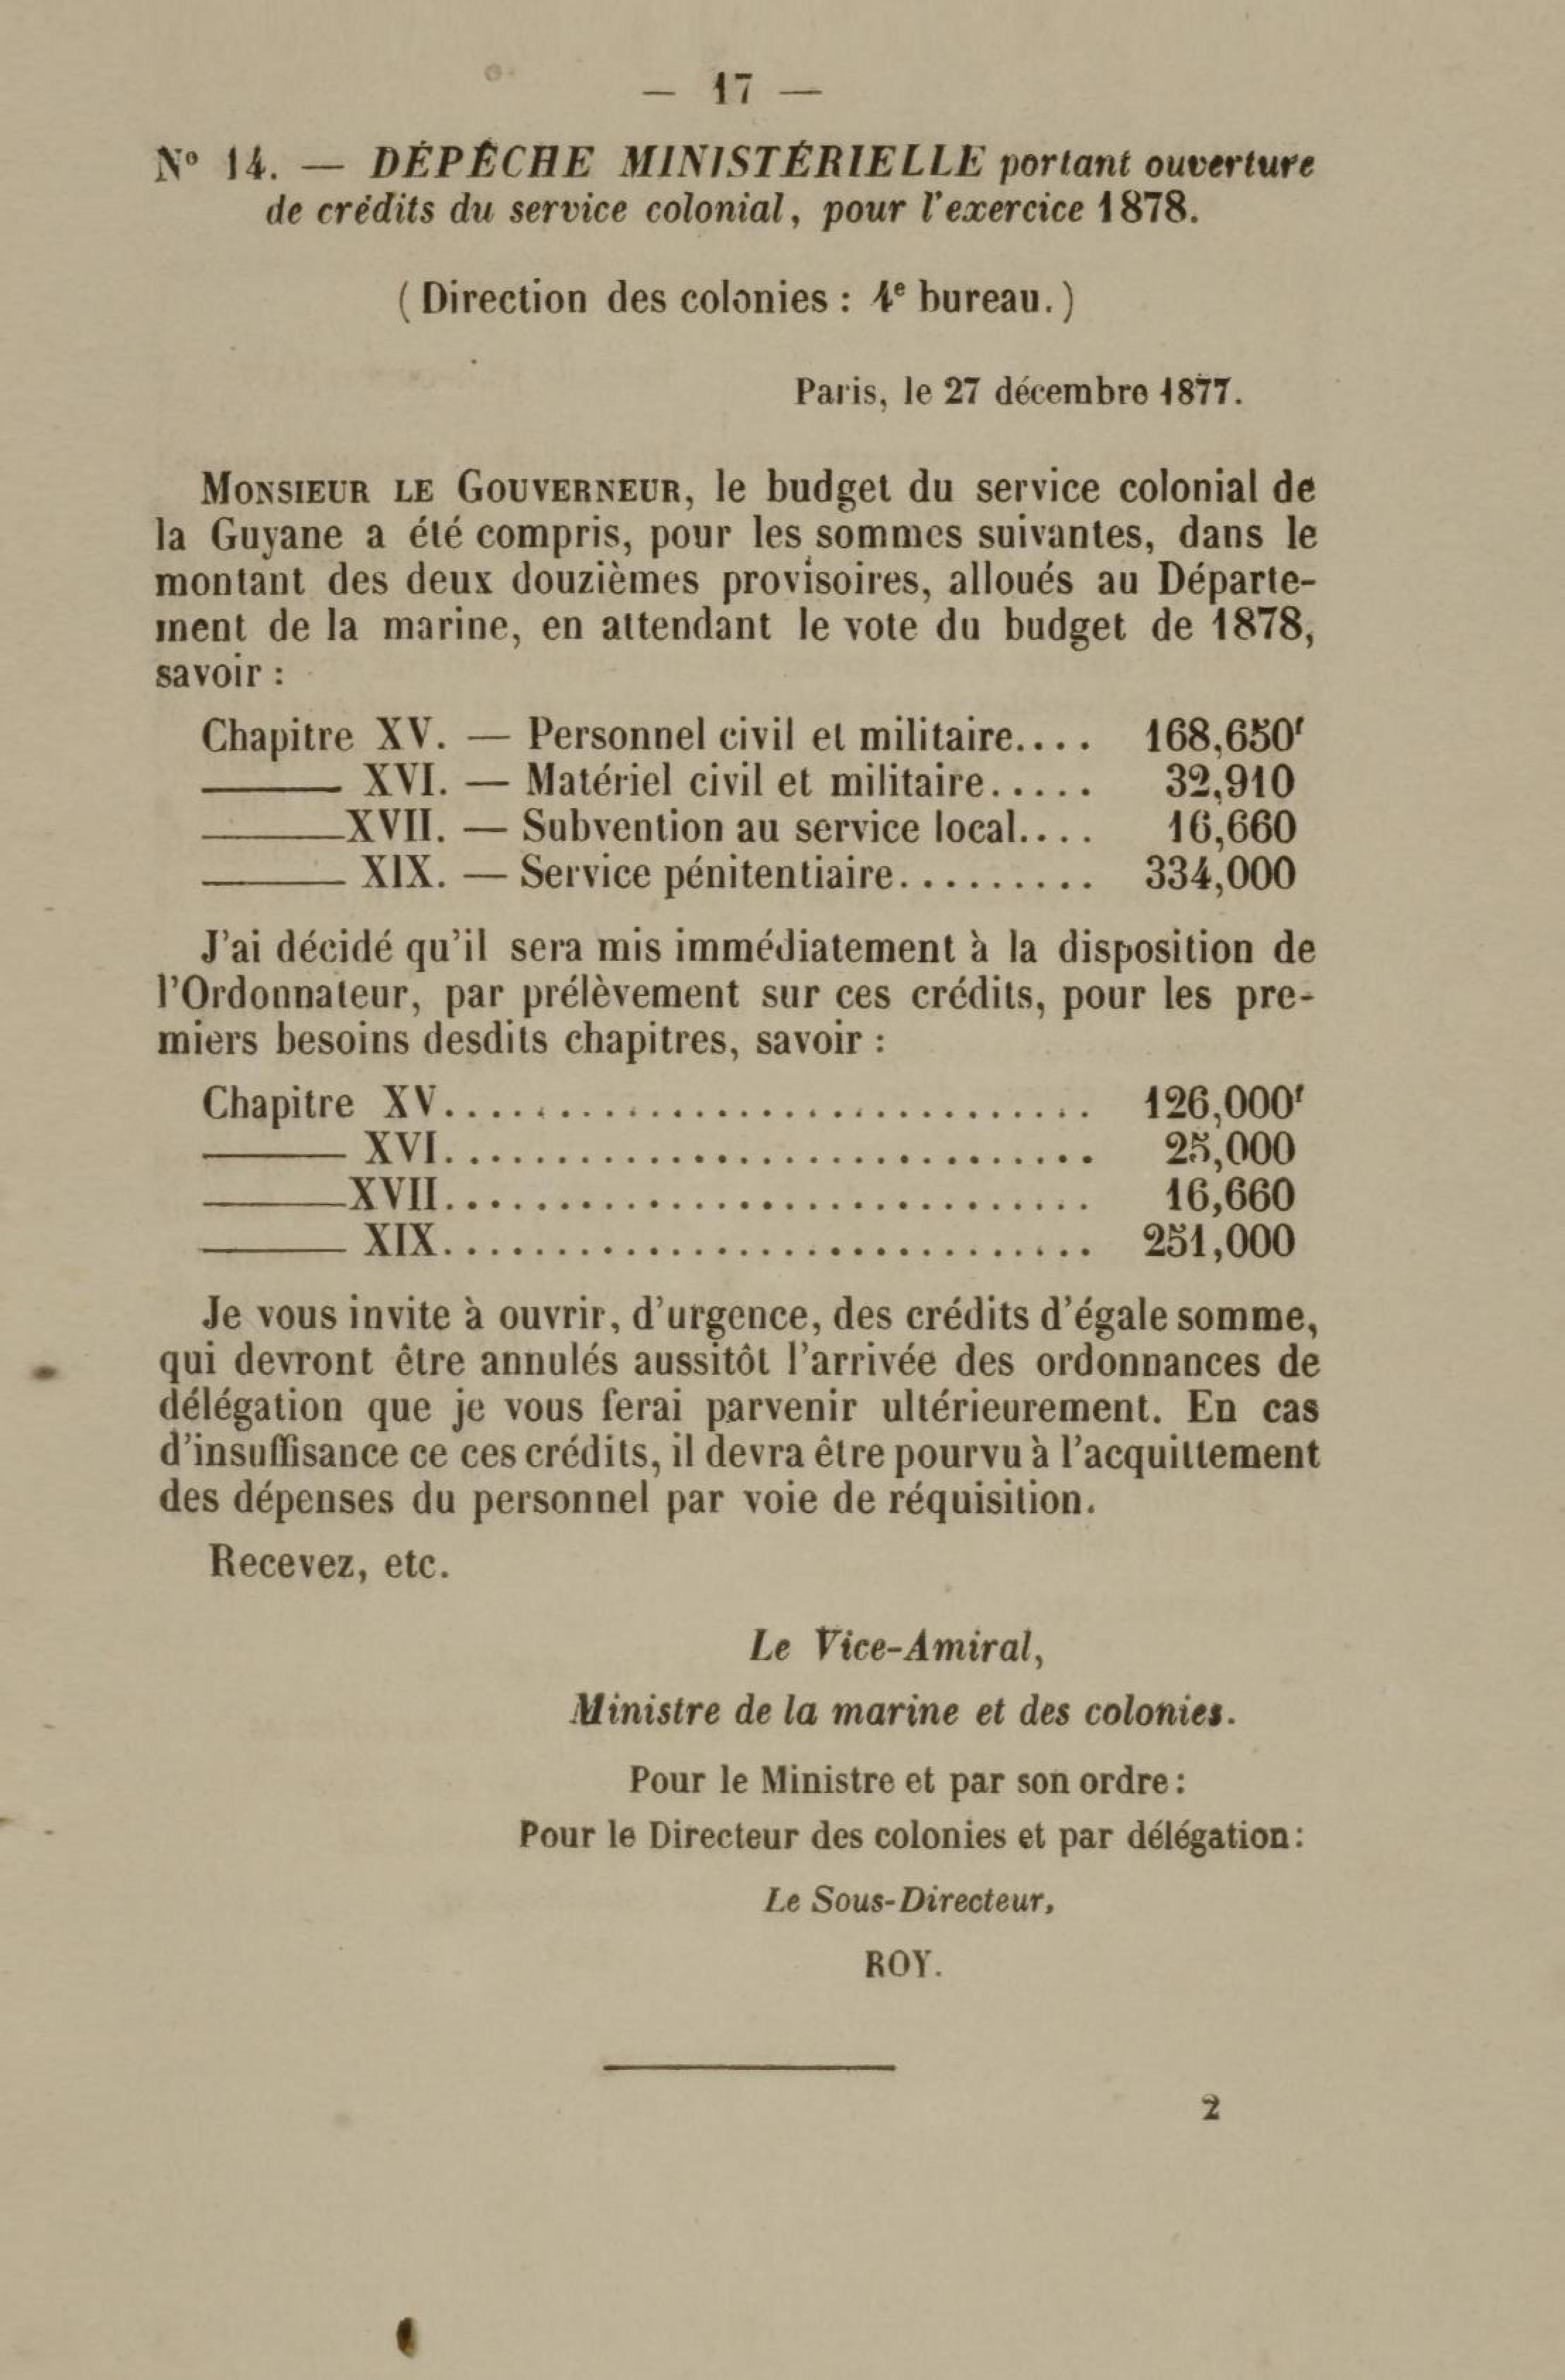 — 17 —
N° 14. — DÉPÊCHE MINISTÉRIELLE portant ouverture
de crédits du service colonial, pour l'exercice 1878.
(Direction des colonies : 4e bureau.)
Paris, le 27 décembre 1877.
MONSIEUR LE GOUVERNEUR, le budget du service colonial de
la Guyane a été compris, pour les sommes suivantes, dans le
montant des deux douzièmes provisoires, alloués au Départe-
ment de la marine, en attendant le vote du budget de 1878,
savoir :
Chapitre XV. — Personnel civil et militaire.... 168,650f
——— XVI. — Matériel civil et militaire..... 32,910
———XVII. — Subvention au service local.... 16,660
——— XIX. — Service pénitentiaire......... 334,000
J'ai décidé qu'il sera mis immédiatement à la disposition de
l'Ordonnateur, par prélèvement sur ces crédits, pour les pre-
miers besoins desdits chapitres, savoir :
Chapitre XV............................. 126,000f
——— XVI............................. 25,000
———XVII............................. 16,660
——— XIX............................. 251,000
Je vous invite à ouvrir, d'urgence, des crédits d'égale somme,
qui devront être annulés aussitôt l'arrivée des ordonnances de
délégation que je vous ferai parvenir ultérieurement. En cas
d'insuffisance ce ces crédits, il devra être pourvu à l'acquittement
des dépenses du personnel par voie de réquisition.
Recevez, etc.
Le Vice-Amiral,
Ministre de la marine et des colonies.
Pour le Ministre et par son ordre :
Pour le Directeur des colonies et par délégation :
Le Sous-Directeur,
ROY.
2